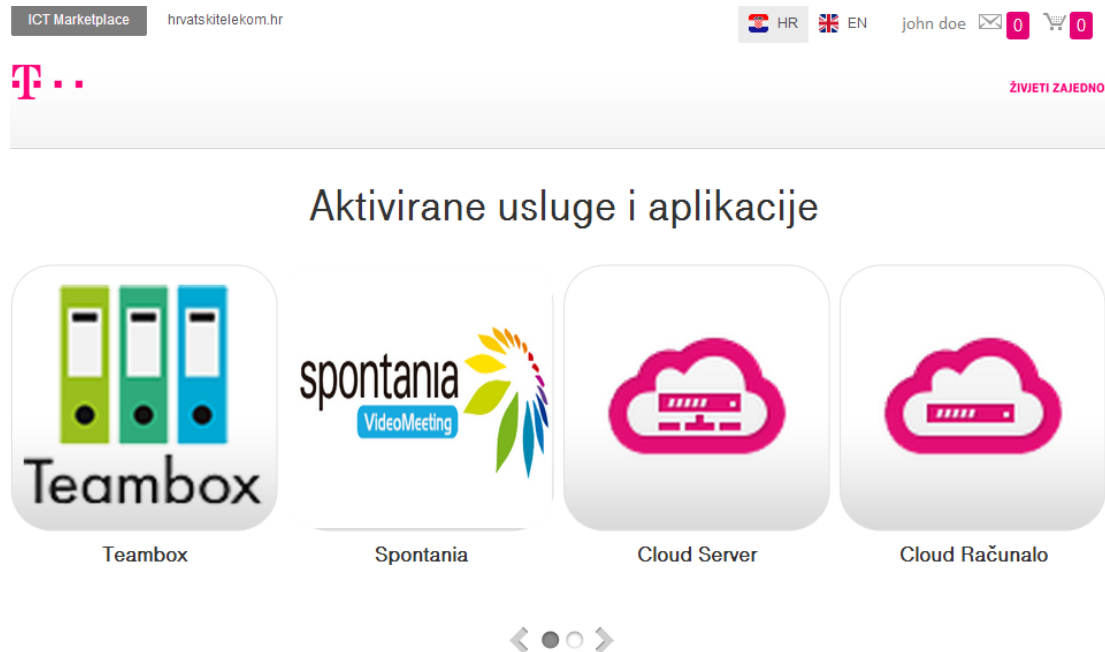 ICT Marketplace hrvatskitelekom.hr HR EN john doe 0 0
T
ŽIVJETI ZAJEDNO
Aktivirane usluge i aplikacije
Teambox
spontania
VideoMeeting
Teambox Spontania Cloud Server Cloud Računalo